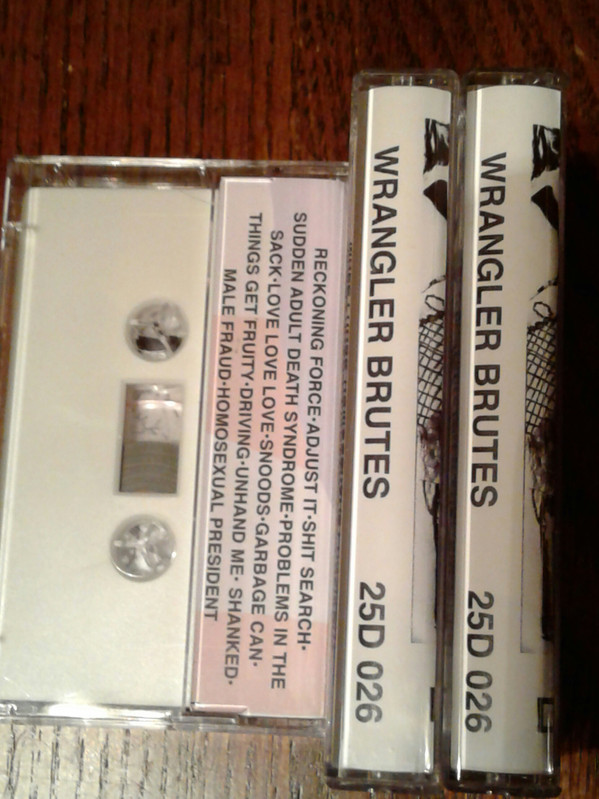 RECKONING FORCE•ADJUST IT•SHIT SEARCH•
SUDDEN ADULT DEATH SYNDROME•PROBLEMS IN THE
SACK•LOVE LOVE LOVE•SNOODS•GARBAGE CAN•
THINGS GET FRUITY•DRIVING•UNHAND ME• SHANKED•
MALE FRAUD•HOMOSEXUAL PRESIDENT
WRANGLER BRUTES 25D 026
WRANGLER BRUTES 25D 026